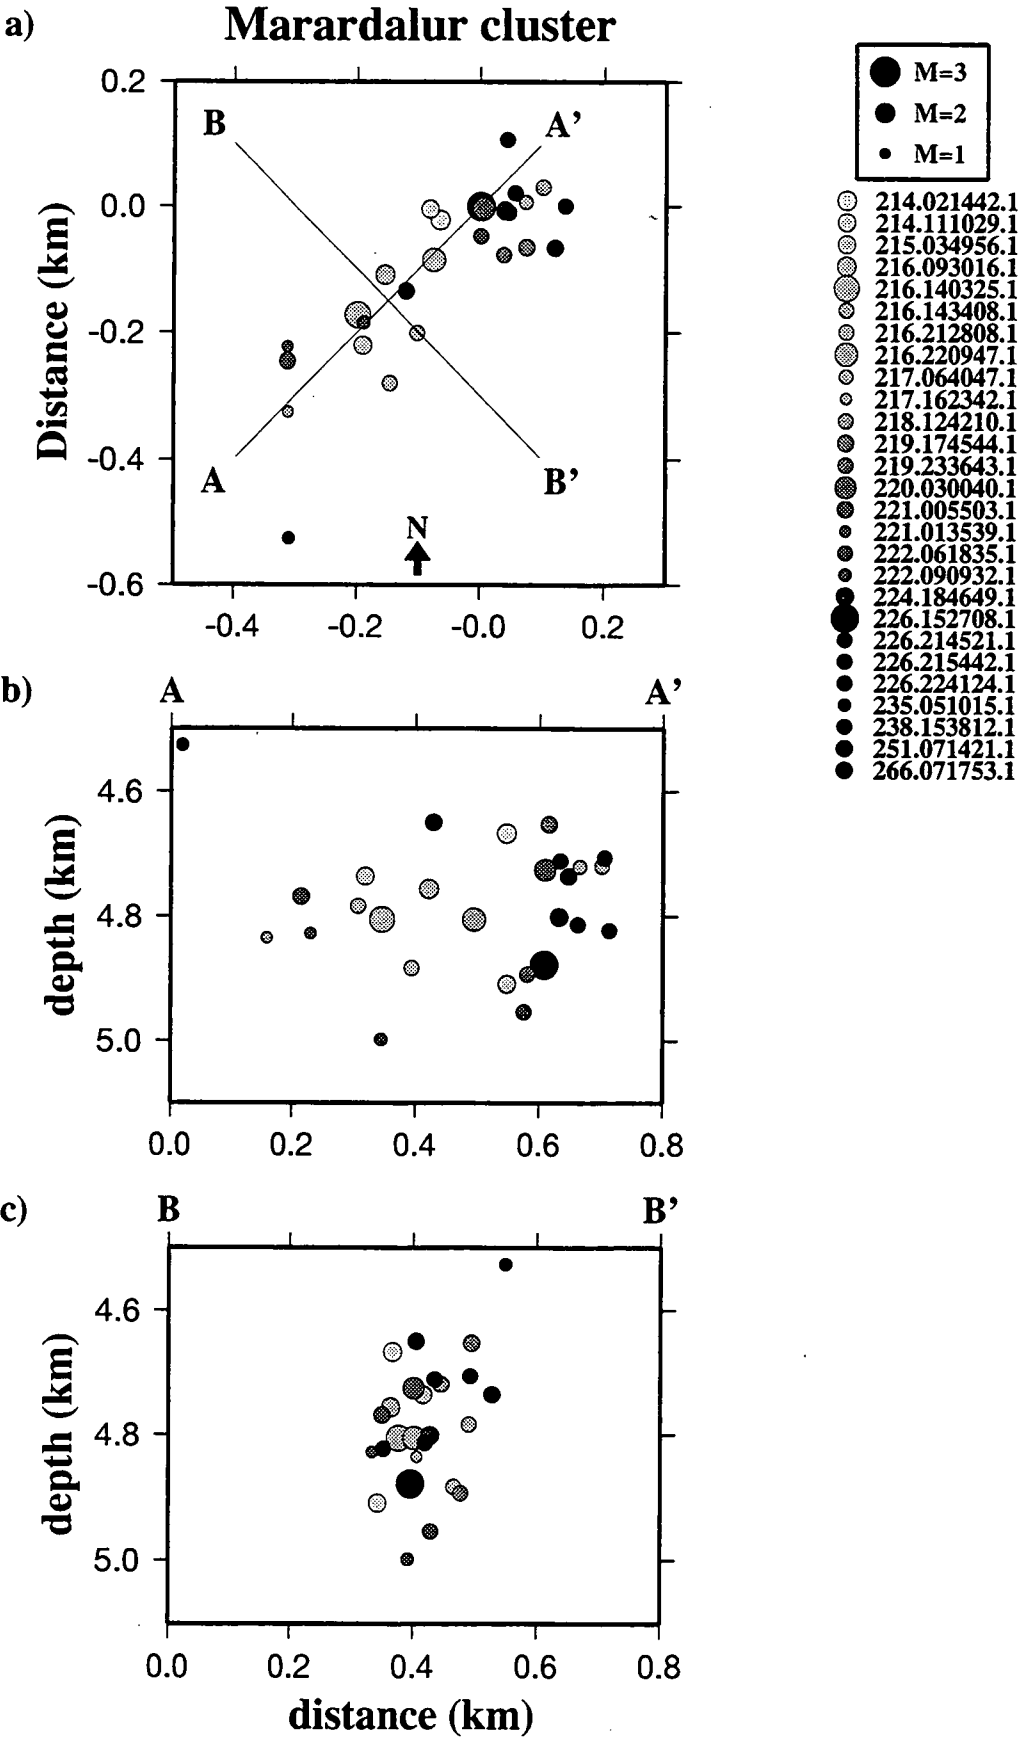 a)
Marardalur cluster
0.2
0.0
-0.2
-0.4
-0.6
Distance (km)
B
A’
A
B’
N
-0.4
-0.2
-0.0
0.2
M=3
M=2
M=1
214.021442.1
214.111029.1
215.034956.1
216.093016.1
216.140325.1
216.143408.1
216.212808.1
216.220947.1
217.064047.1
217.162342.1
218.124210.1
219.174544.1
219.233643.1
220.030040.1
221.005503.1
221.013539.1
222.061835.1
222.090932.1
224.184649.1
226.152708.1
226.214521.1
226.215442.1
226.224124.1
235.051015.1
238.153812.1
251.071421.1
266.071753.1
b)
A
A’
4.6
4.8
5.0
depth (km)
0.0
0.2
0.4
0.6
0.8
c)
B
B’
4.6
4.8
5.0
depth (km)
0.0
0.2
0.4
0.6
0.8
distance (km)